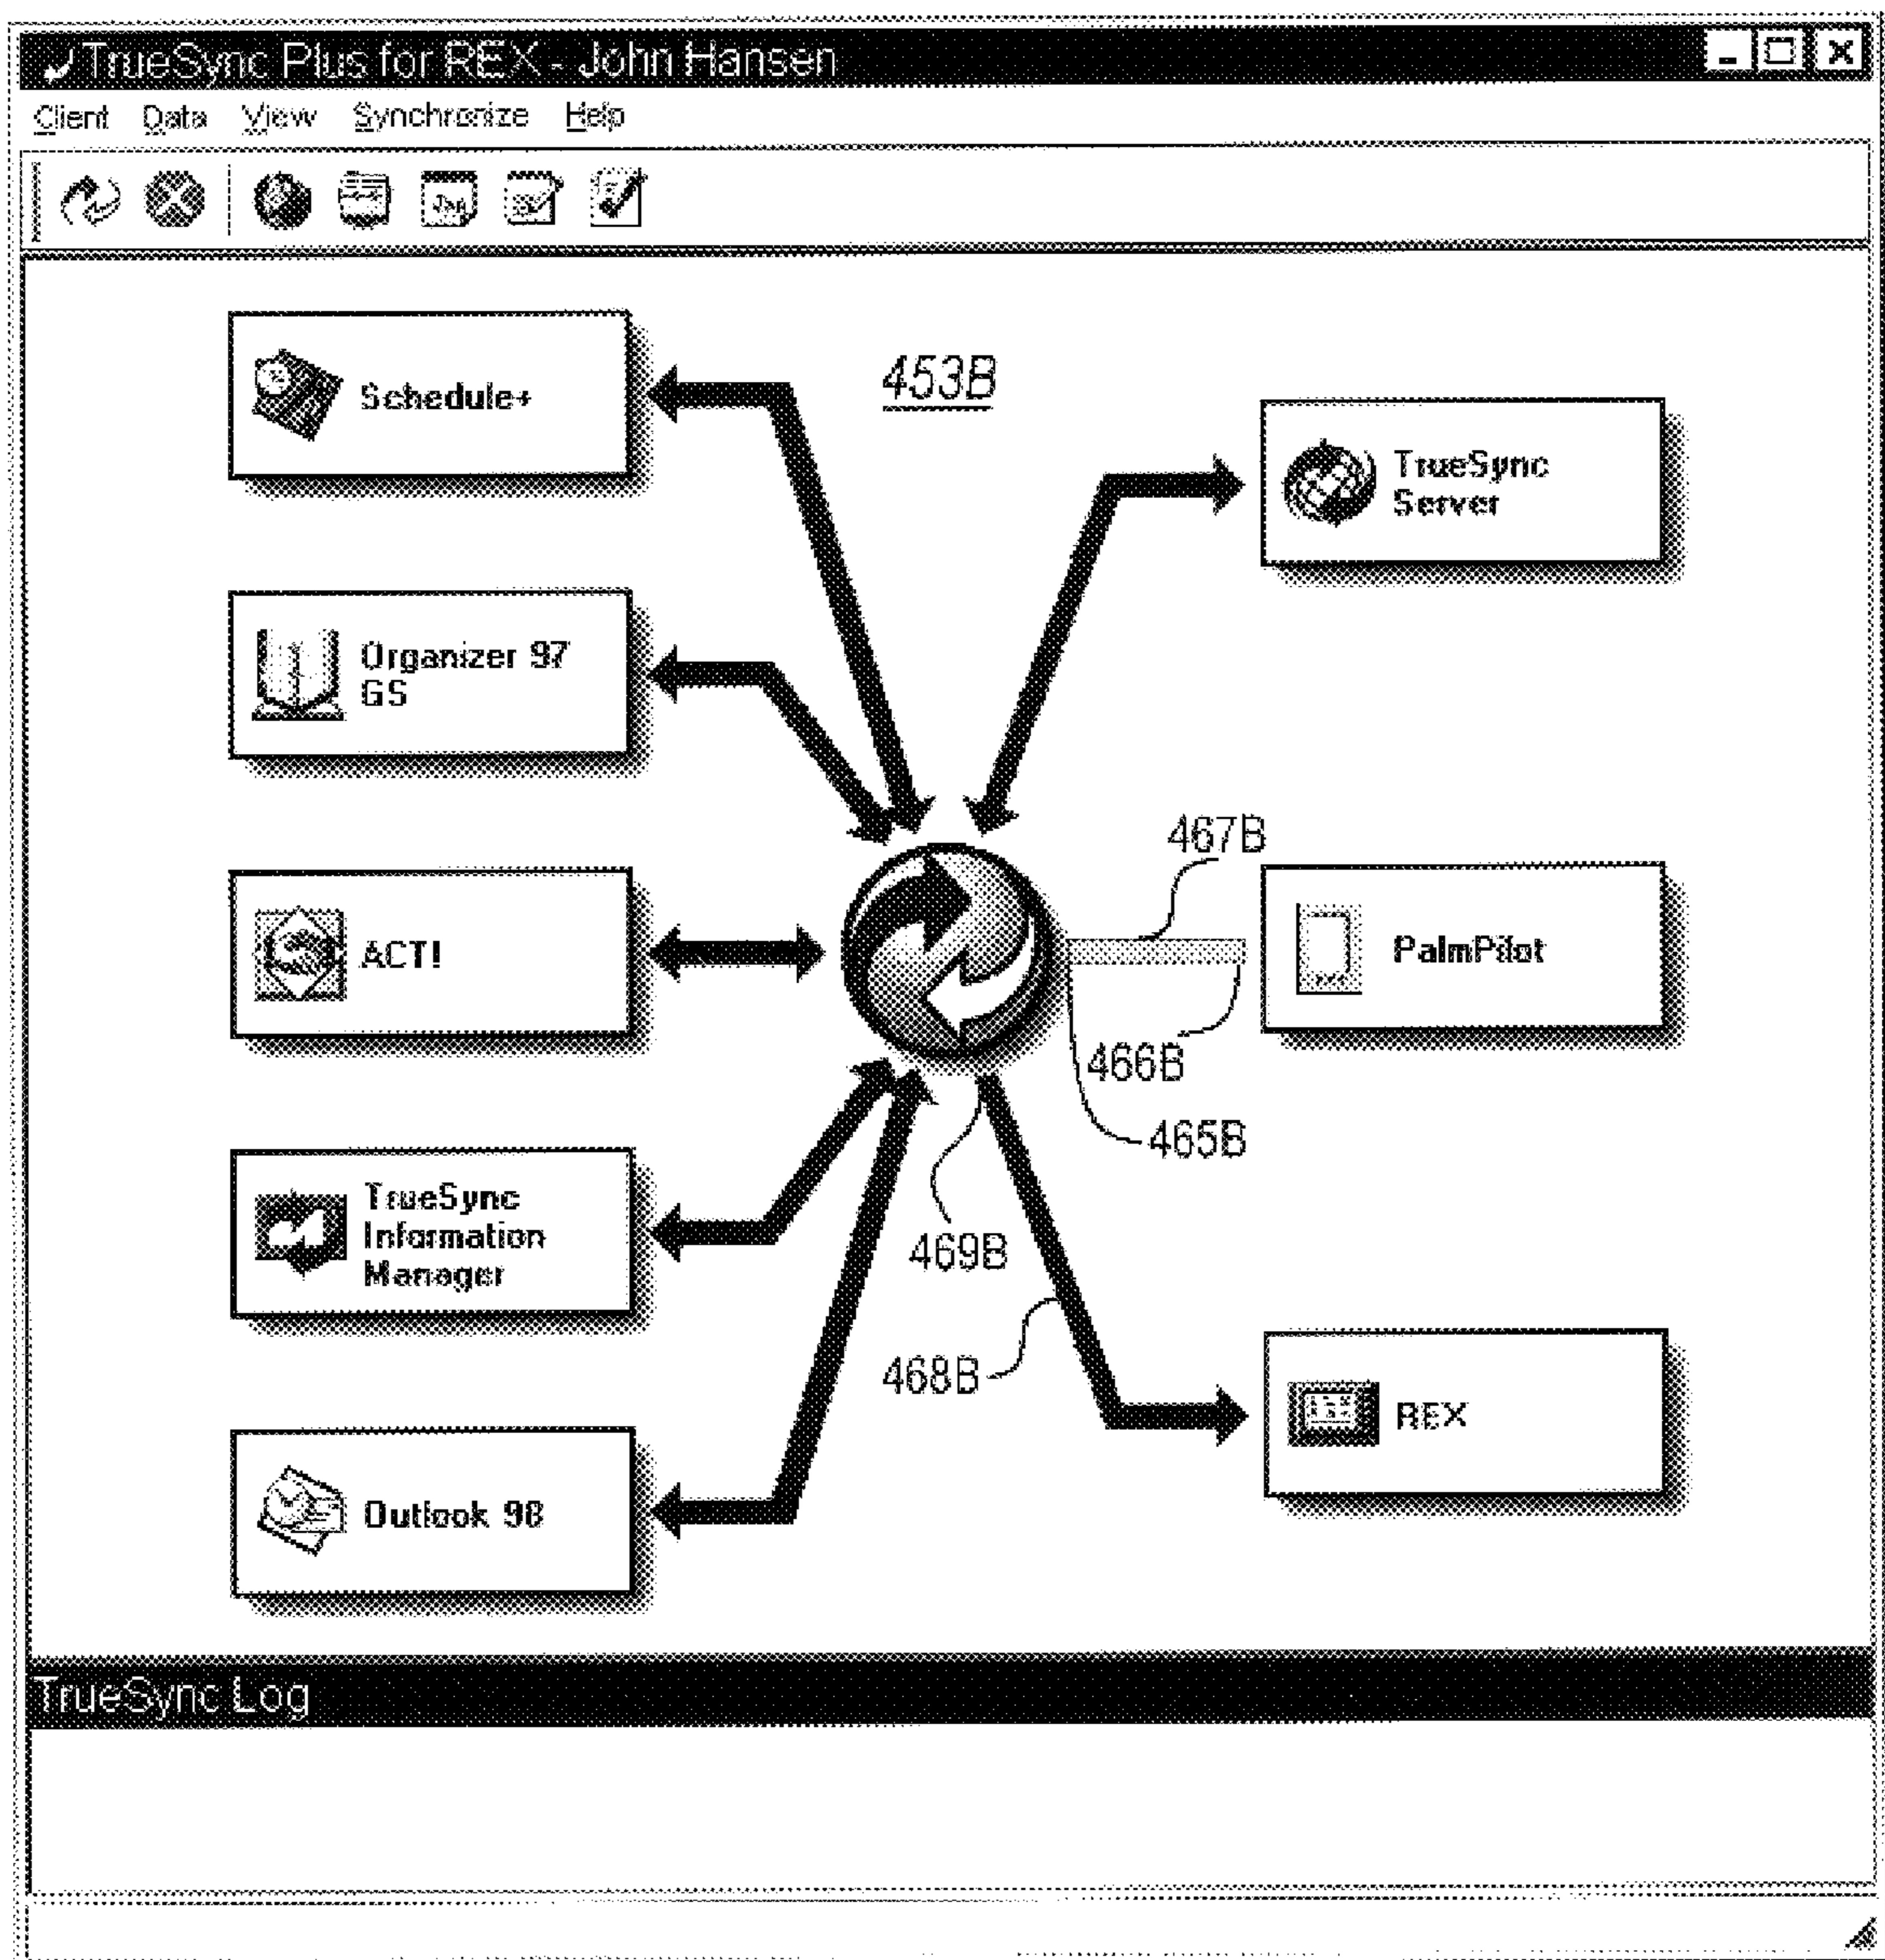 TrueSync Plus for REX - John Hansen
Client Data View Synchronize Help
Jan
Schedule+
453B
TrueSync
Server
Organizer 97
GS
467B
ACT!
PalmPilot
466B
465B
TrueSync
Information
Manager
469B
468B
REX
Outlook 98
TrueSync Log